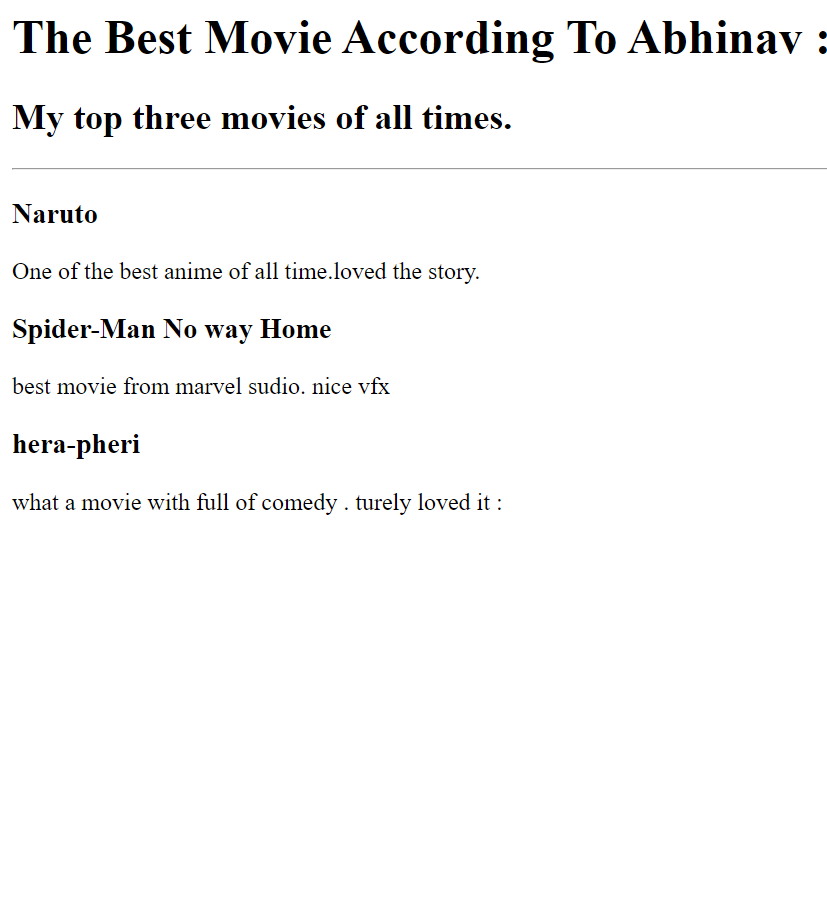 The Best Movie According To Abhinav :
My top three movies of all times.
Naruto
One of the best anime of all time.loved the story.
Spider-Man No way Home
best movie from marvel sudio. nice vfx
hera-pheri
what a movie with full of comedy . turely loved it :